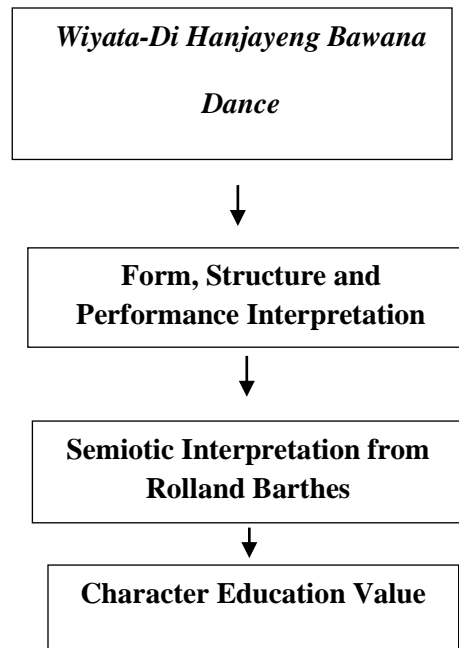 Wiyata-Di Hanjayeng Bawana
Dance
Form, Structure and
Performance Interpretation
Semiotic Interpretation from
Rolland Barthes
Character Education Value